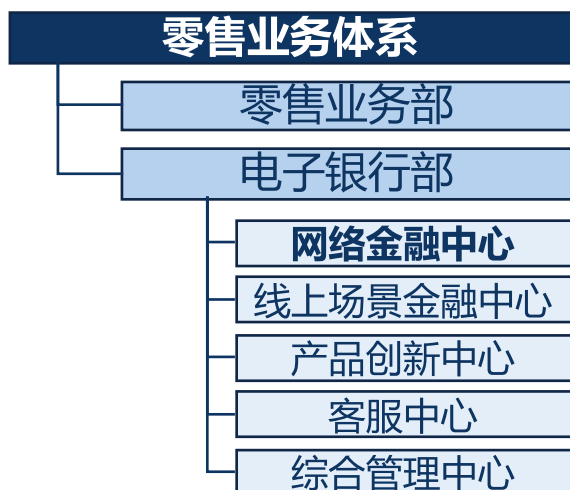 零售业务体系
零售业务部
电子银行部
网络金融中心
线上场景金融中心
产品创新中心
客服中心
综合管理中心